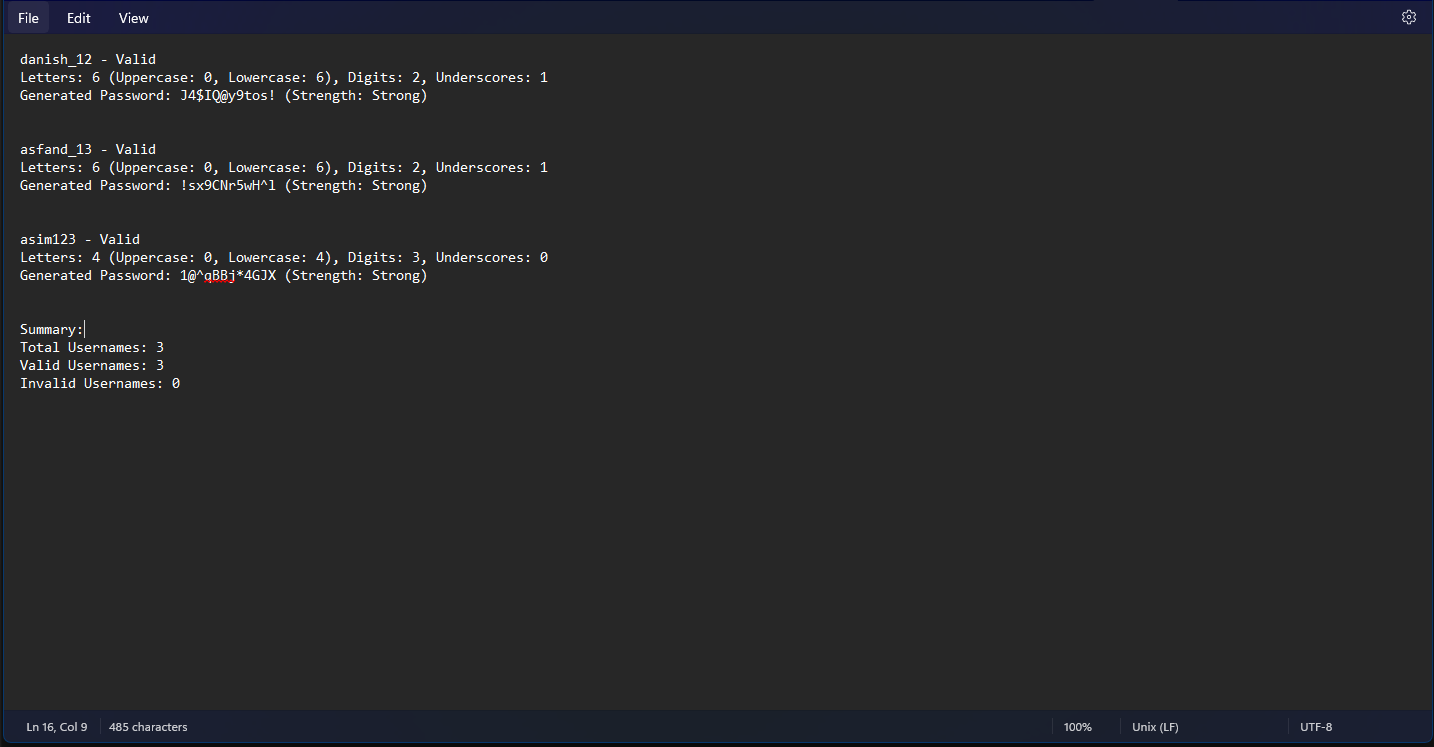 File Edit View
danish_12 - Valid
Letters: 6 (Uppercase: 0, Lowercase: 6), Digits: 2, Underscores: 1
Generated Password: J4$IQ@y9tos! (Strength: Strong)
asfand_13 - Valid
Letters: 6 (Uppercase: 0, Lowercase: 6), Digits: 2, Underscores: 1
Generated Password: !sx9CNr5wH^l (Strength: Strong)
asim123 - Valid
Letters: 4 (Uppercase: 0, Lowercase: 4), Digits: 3, Underscores: 0
Generated Password: 1@^qBBj*4GJX (Strength: Strong)
Summary:
Total Usernames: 3
Valid Usernames: 3
Invalid Usernames: 0
Ln 16, Col 9 485 characters 100% Unix (LF) UTF-8